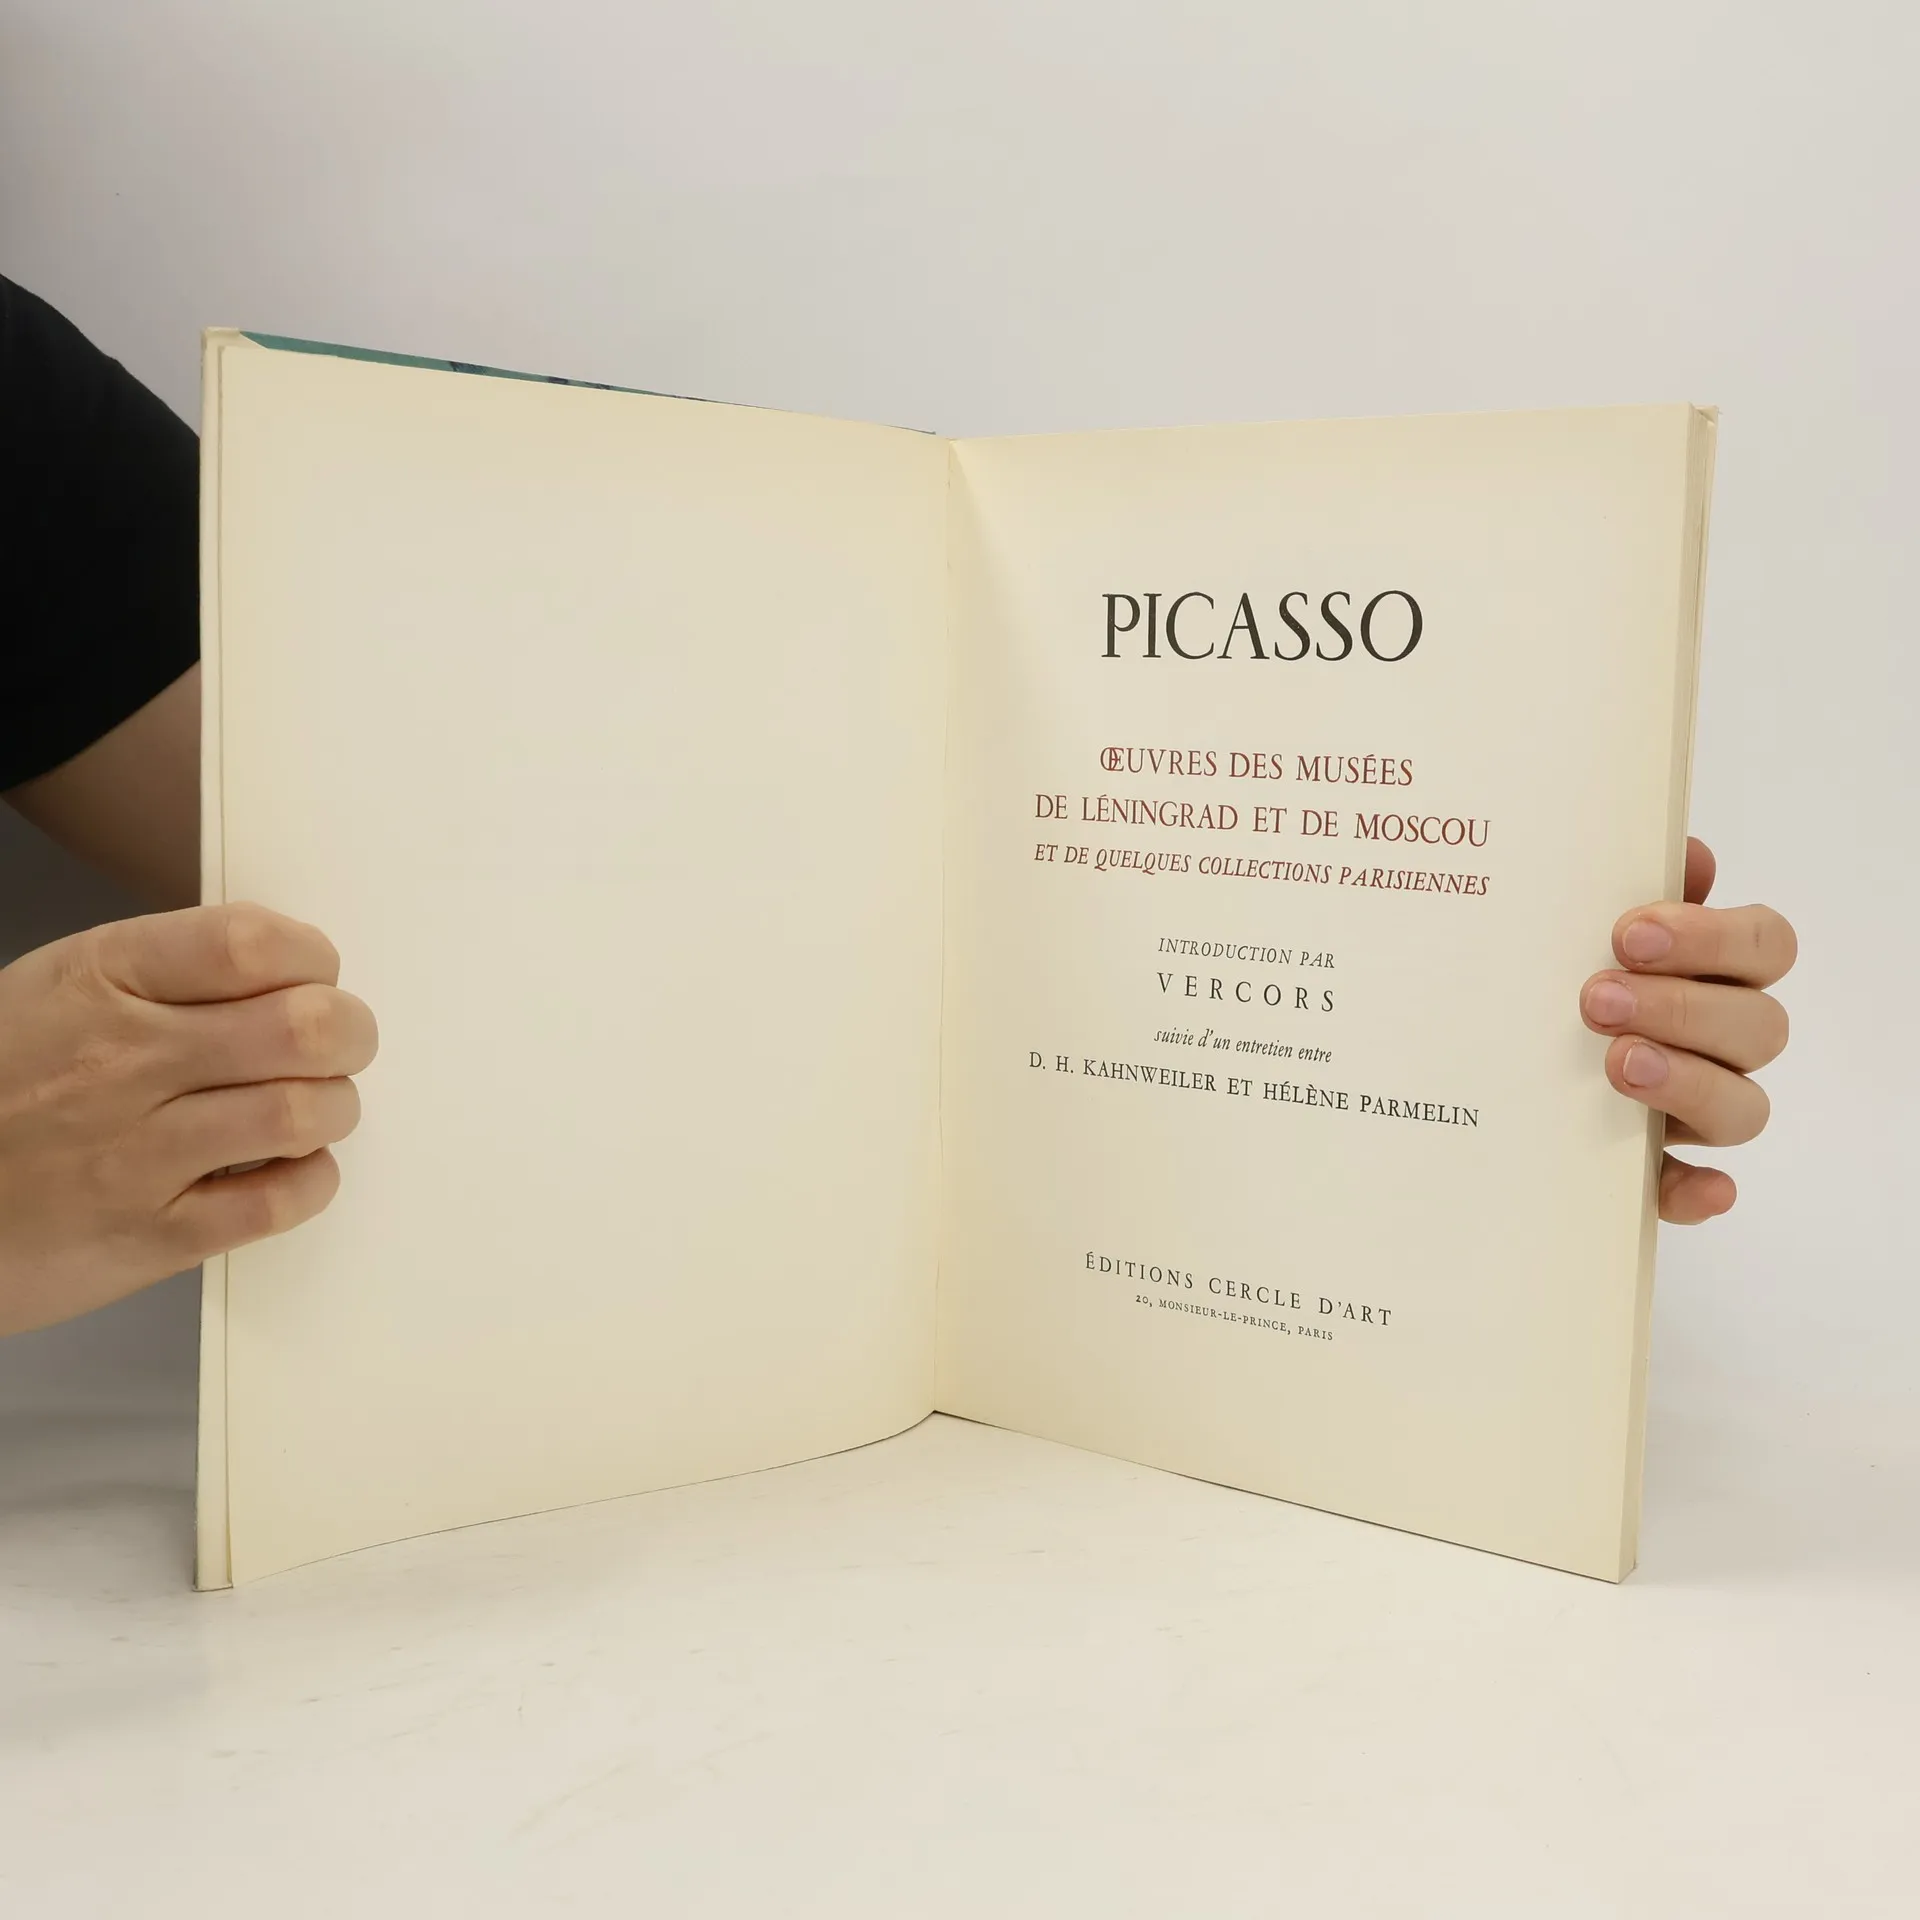 PICASSO
ŒUVRES DES MUSÉES
DE LÉNINGRAD ET DE MOSCOU
ET DE QUELQUES COLLECTIONS PARISIENNES
INTRODUCTION PAR
VERCORS
suivie d'un entretien entre
D. H. KAHNWEILER ET HÉLÈNE PARMELIN
ÉDITIONS CERCLE D'ART
20, MONSIEUR-LE-PRINCE, PARIS